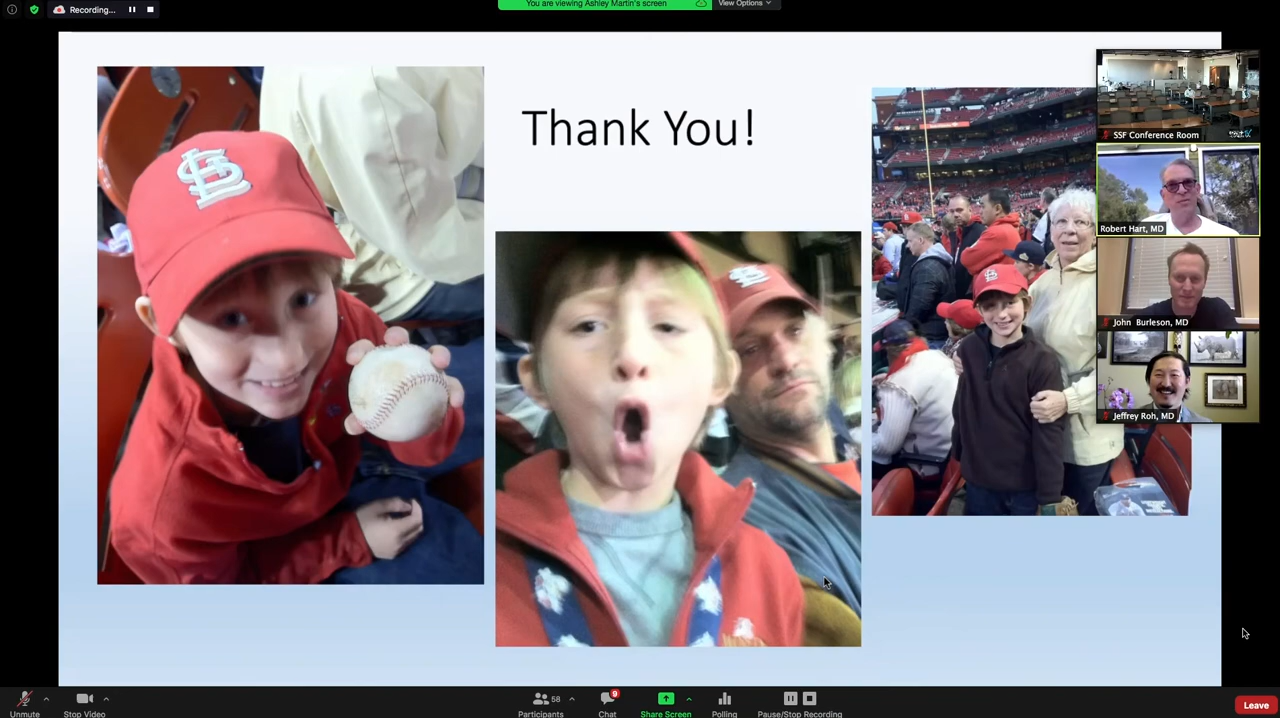 Recording...
You are viewing Ashley Martin's screen
View Options
Thank You!
SSF Conference Room
Robert Hart, MD
John Burleson, MD
Jeffrey Roh, MD
Unmute
Stop Video
58
Participants
9
Chat
Share Screen
Polling
Pause/Stop Recording
Leave